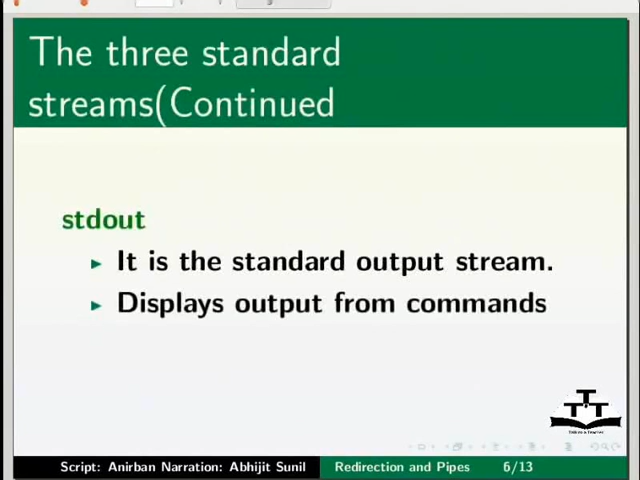 The three standard
streams(Continued
stdout
It is the standard output stream.
Displays output from commands
Script: Anirban Narration: Abhijit Sunil Redirection and Pipes 6/13